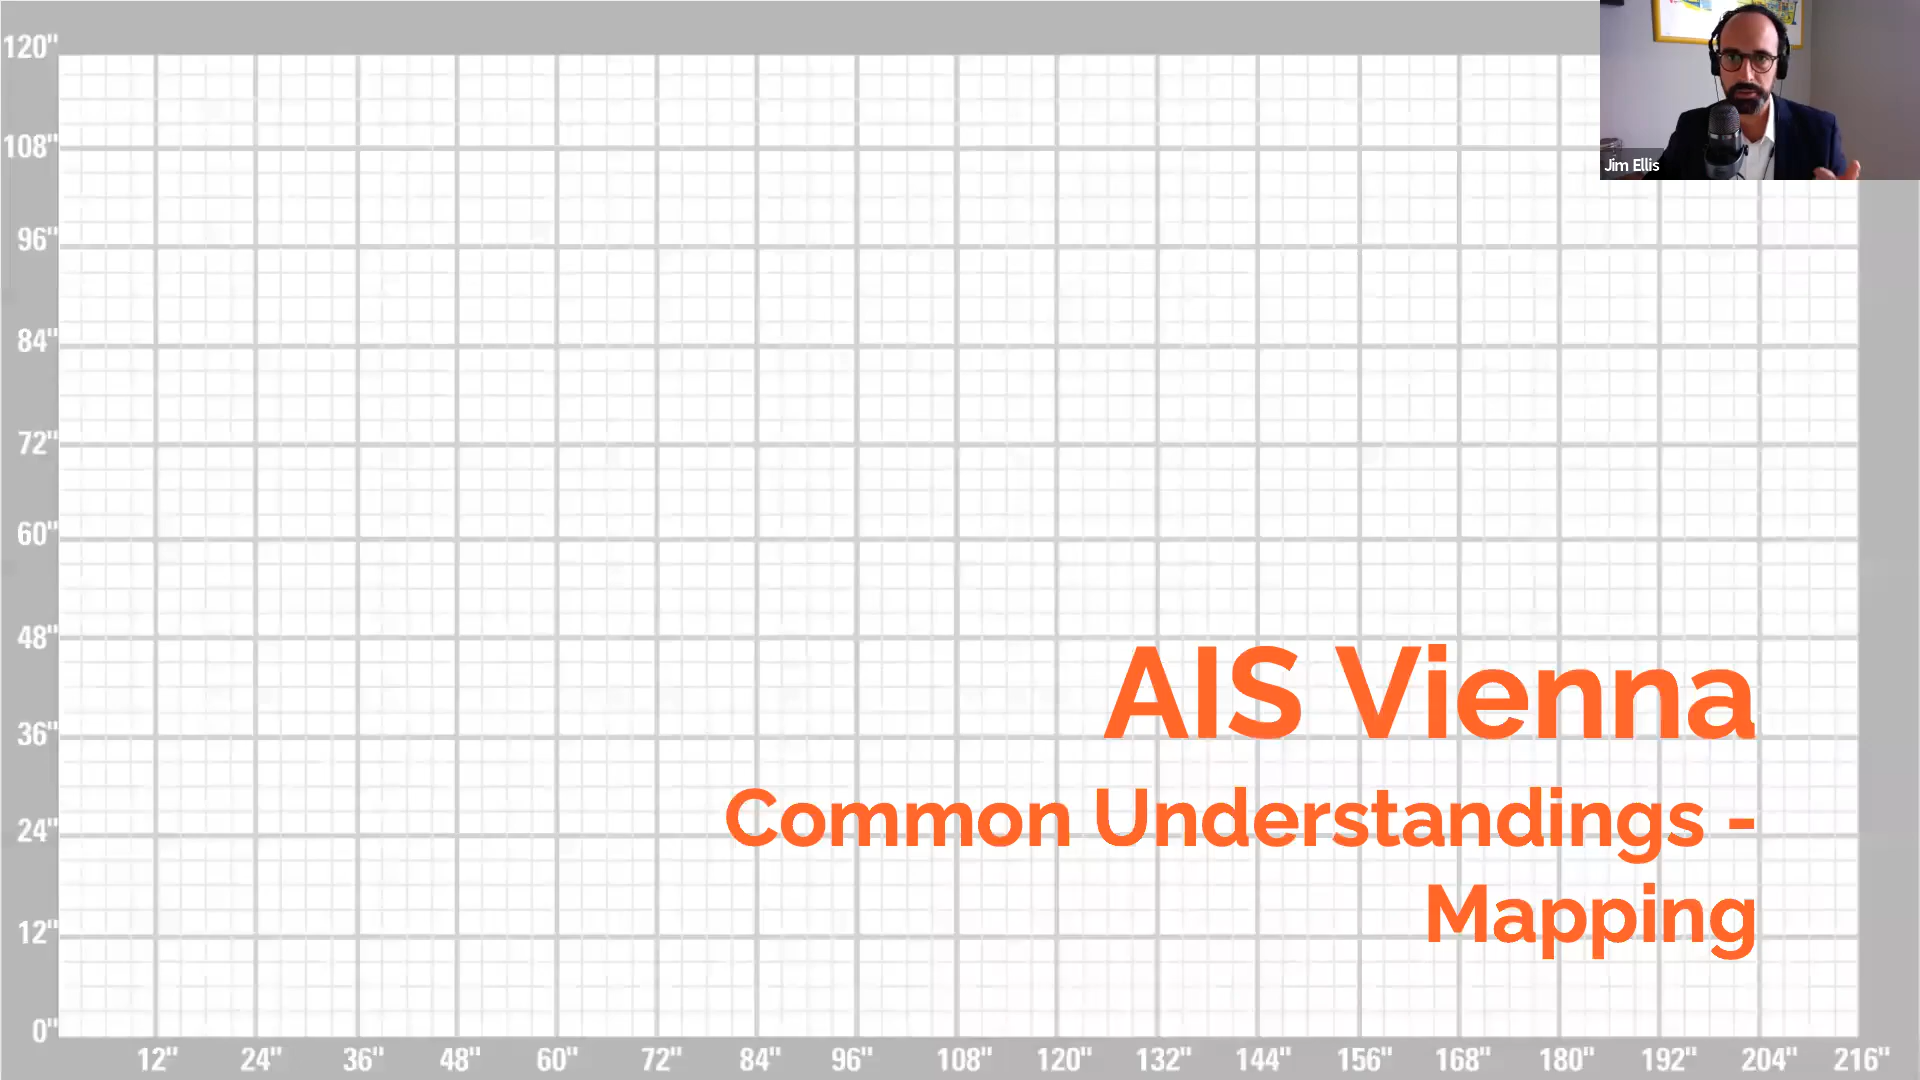 120"
108"
96"
84"
72"
60"
48"
36"
24"
12"
0"
12" 24" 36" 48" 60" 72" 84" 96" 108" 120" 132" 144" 156" 168" 180" 192" 204" 216"
Jim Ellis
AIS Vienna
Common Understandings -
Mapping